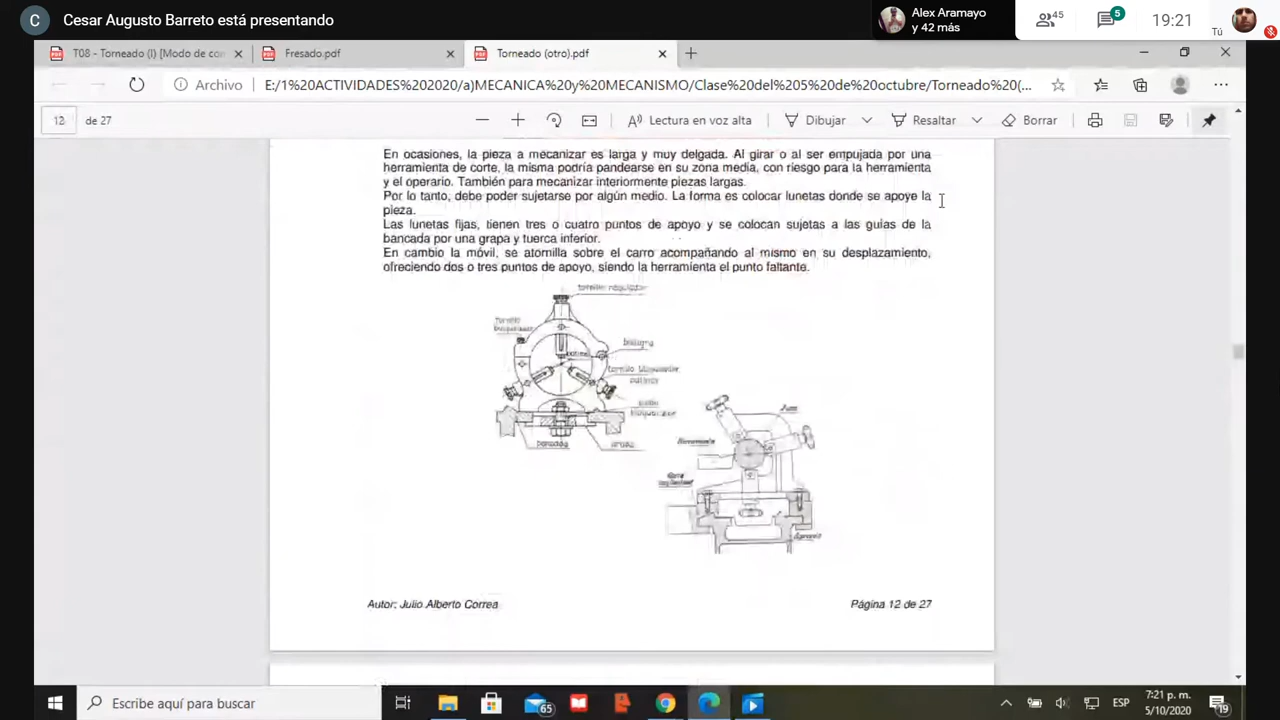 C Cesar Augusto Barreto está presentando
Alex Aramayo
y 42 más
45
5
19:21
Tú
T08 - Torneado (I) [Modo de con
Fresado.pdf
Torneado (otro).pdf
Archivo
E:/1%20ACTIVIDADES%202020/a)MECANICA%20y%20MECANISMO/Clase%20del%205%20de%20octubre/Torneado%20(...
12 de 27
Lectura en voz alta
Dibujar
Resaltar
Borrar
En ocasiones, la pieza a mecanizar es larga y muy delgada. Al girar o al ser empujada por una
herramienta de corte, la misma podría pandearse en su zona media, con riesgo para la herramienta
y el operario. También para mecanizar interiormente piezas largas.
Por lo tanto, debe poder sujetarse por algún medio. La forma es colocar lunetas donde se apoye la
pieza.
Las lunetas fijas, tienen tres o cuatro puntos de apoyo y se colocan sujetas a las guías de la
bancada por una grapa y tuerca inferior.
En cambio la móvil, se atornilla sobre el carro acompañando al mismo en su desplazamiento,
ofreciendo dos o tres puntos de apoyo, siendo la herramienta el punto faltante.
tornillo regulador
tornillo
bisagra
tornillo bloqueador
bancada
Herramienta
Autor: Julio Alberto Correa
Página 12 de 27
Escribe aquí para buscar
65
ESP
7:21 p. m.
5/10/2020
19